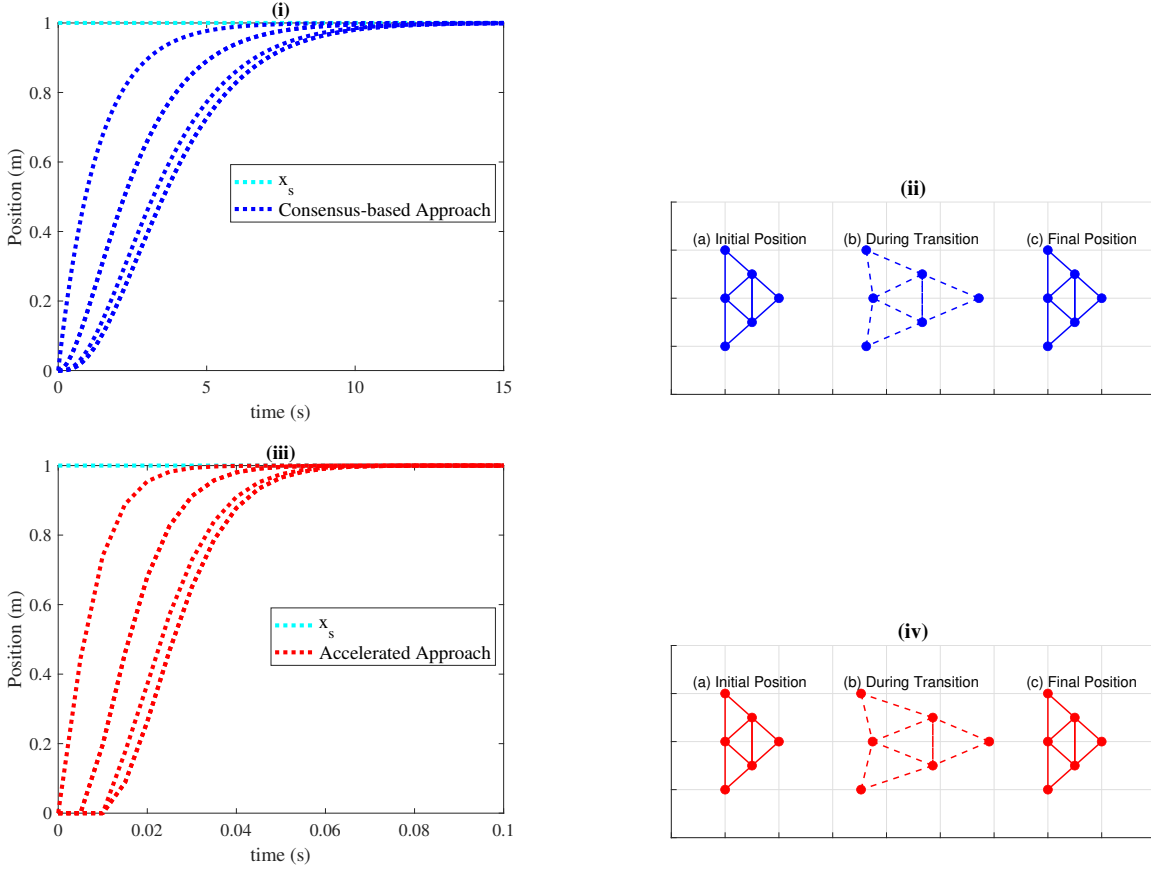 (i)
1
0.8
0.6
0.4
0.2
0
Position (m)
x_s
Consensus-based Approach
0 5 10 15
time (s)
(ii)
(a) Initial Position (b) During Transition (c) Final Position
(iii)
1
0.8
0.6
0.4
0.2
0
Position (m)
x_s
Accelerated Approach
0 0.02 0.04 0.06 0.08 0.1
time (s)
(iv)
(a) Initial Position (b) During Transition (c) Final Position